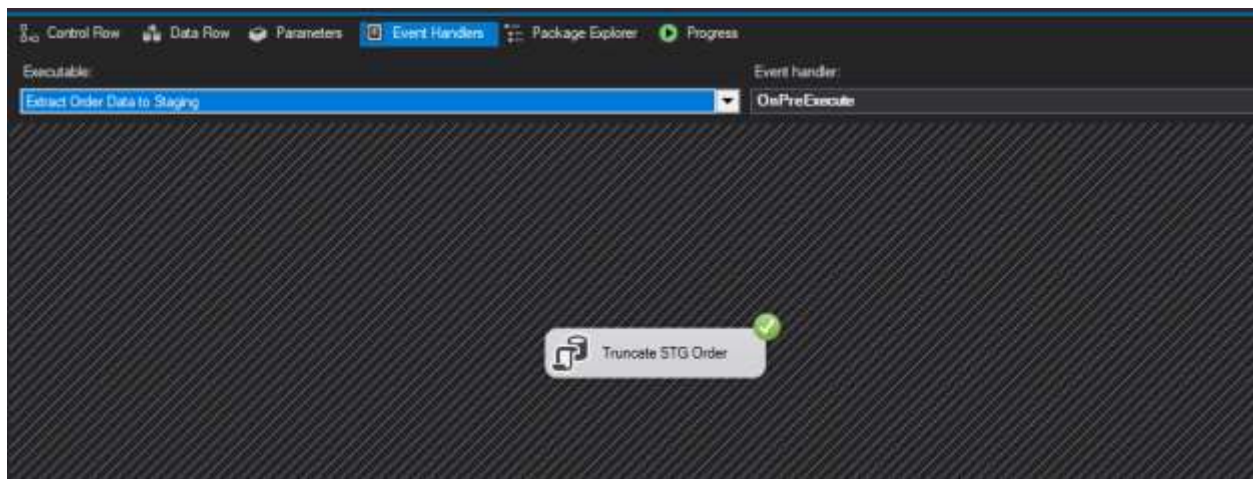 Control Flow Data Flow Parameters Event Handlers Package Explorer Progress
Executable: Event handler:
Extract Order Data to Staging OnPreExecute
Truncate STG Order